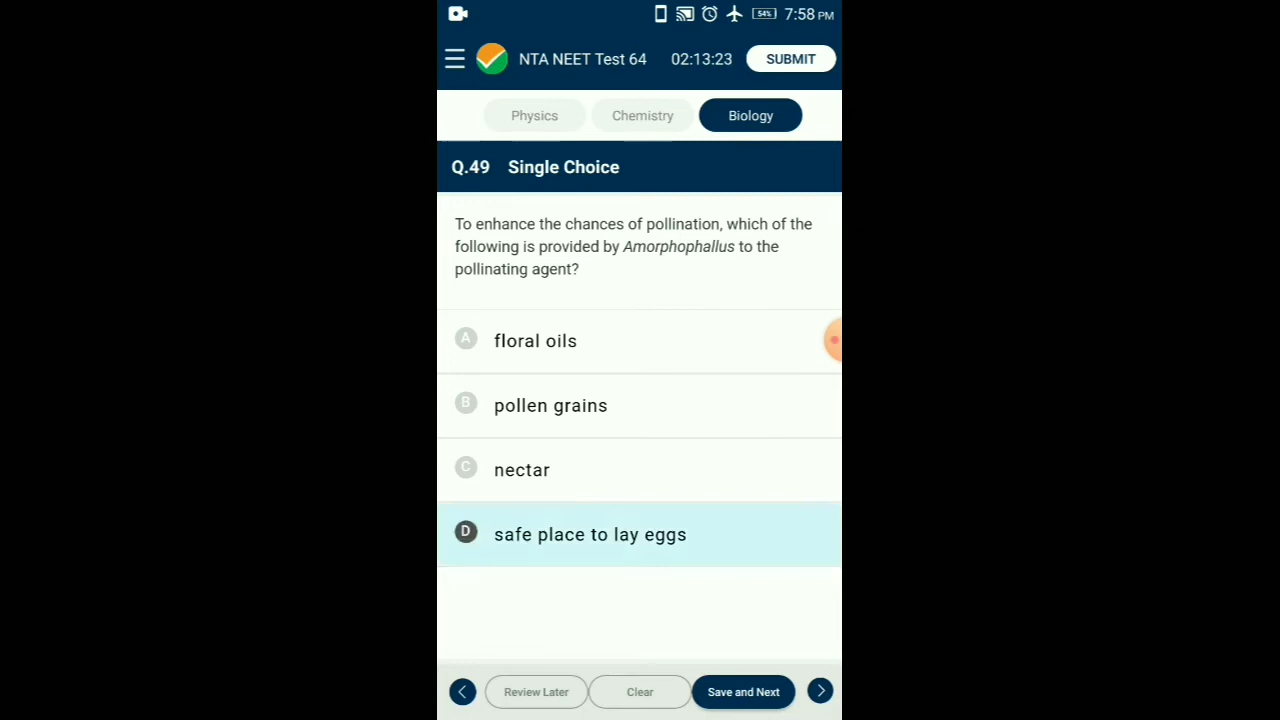 54% 7:58 PM
NTA NEET Test 64 02:13:23 SUBMIT
Physics Chemistry Biology
Q.49 Single Choice
To enhance the chances of pollination, which of the
following is provided by Amorphophallus to the
pollinating agent?
A floral oils
B pollen grains
C nectar
D safe place to lay eggs
Review Later Clear Save and Next